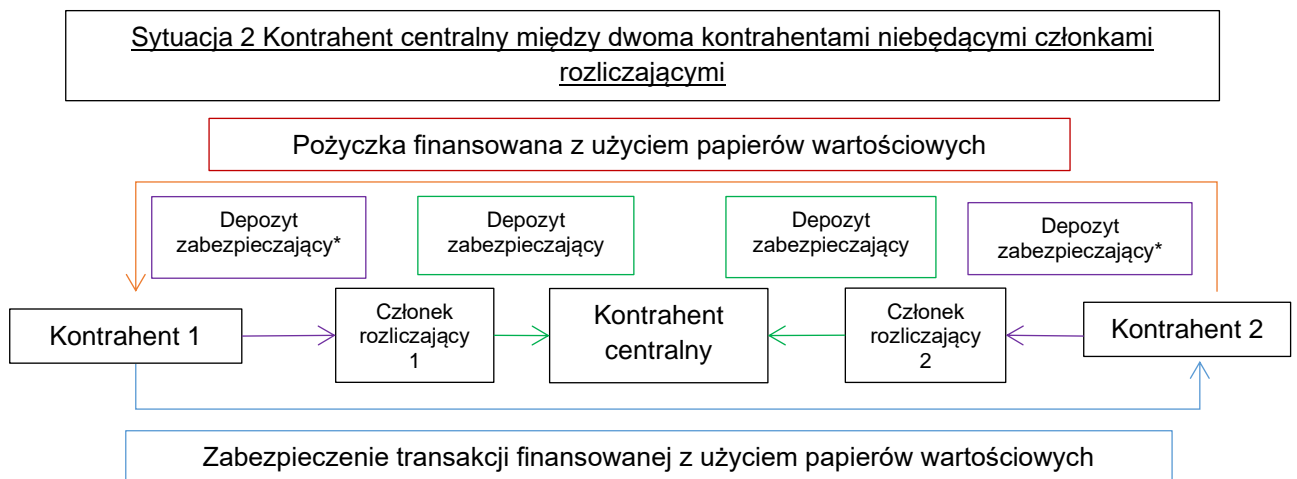 Sytuacja 2 Kontrahent centralny między dwoma kontrahentami niebędącymi członkami
rozliczającymi
Pożyczka finansowana z użyciem papierów wartościowych
Depozyt
zabezpieczający*
Depozyt
zabezpieczający
Depozyt
zabezpieczający
Depozyt
zabezpieczający*
Kontrahent 1
Członek
rozliczający
1
Kontrahent
centralny
Członek
rozliczający
2
Kontrahent 2
Zabezpieczenie transakcji finansowanej z użyciem papierów wartościowych